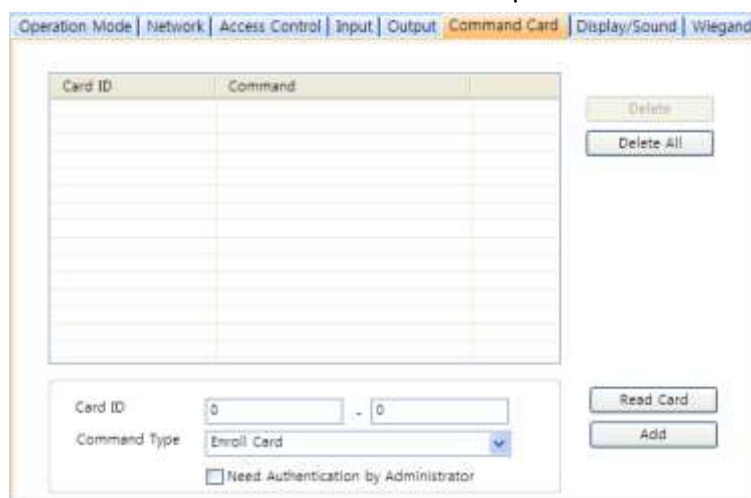 Operation Mode Network Access Control Input Output Command Card Display/Sound Wiegand
Card ID Command
Delete
Delete All
Card ID 0 - 0
Read Card
Command Type Enroll Card
Add
Need Authentication by Administrator